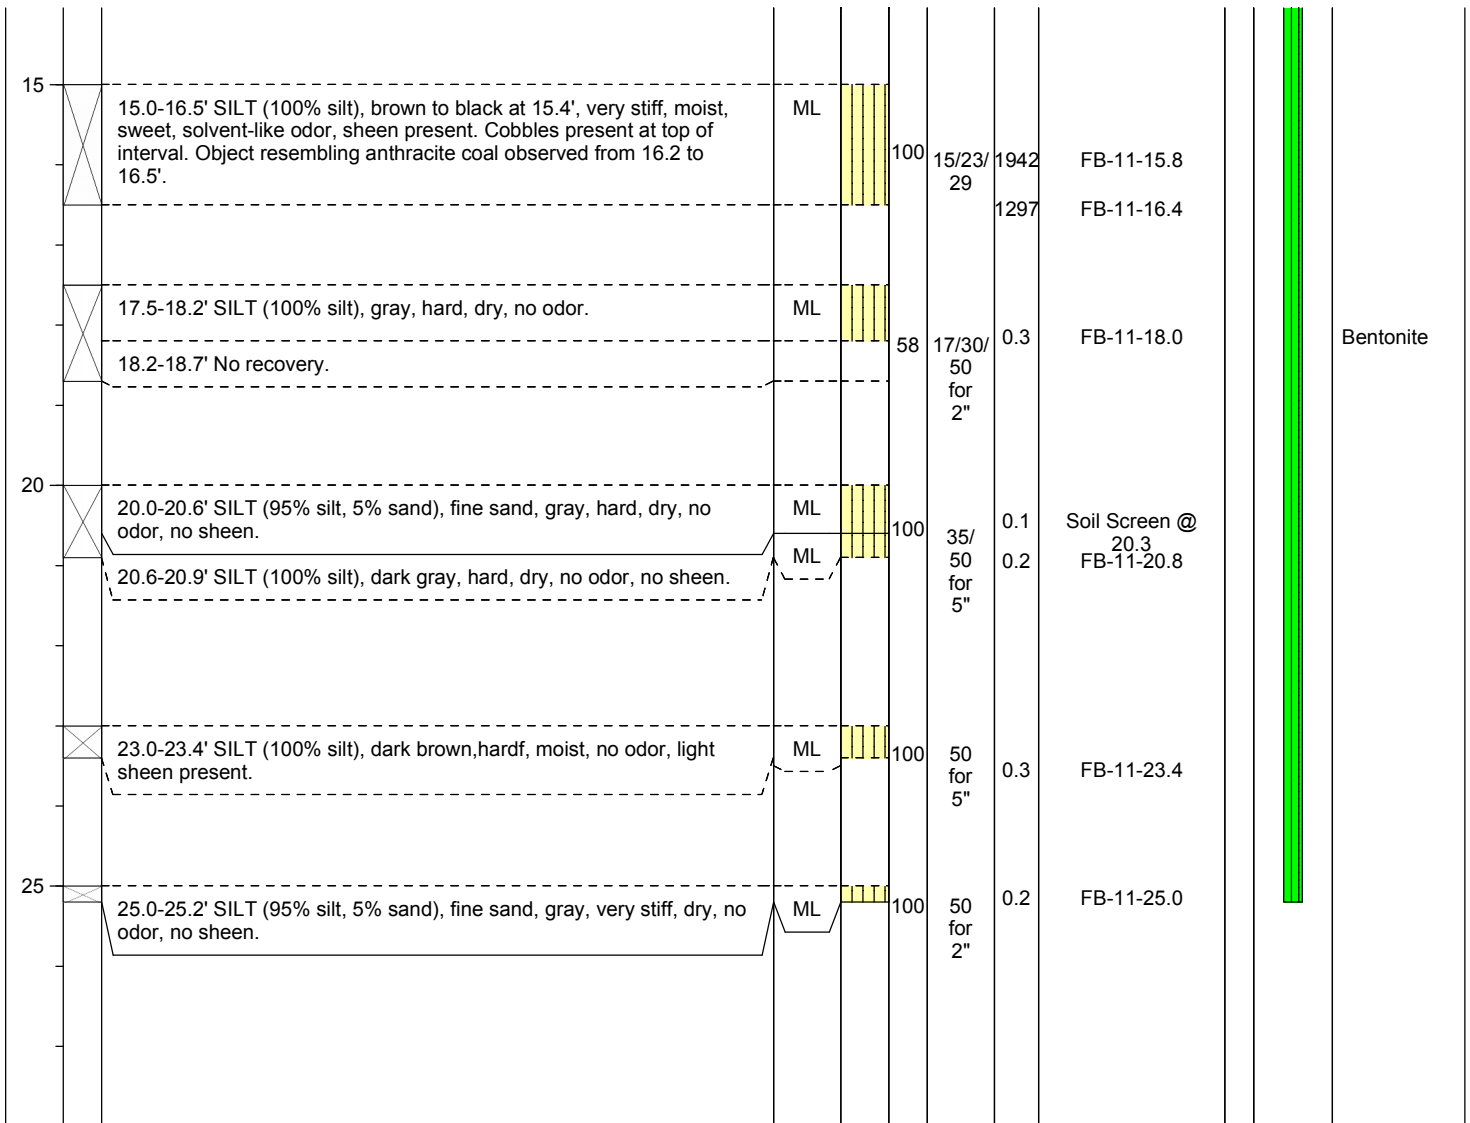 15
15.0-16.5' SILT (100% silt), brown to black at 15.4', very stiff, moist,
sweet, solvent-like odor, sheen present. Cobbles present at top of
interval. Object resembling anthracite coal observed from 16.2 to
16.5'.
ML
100
15/23/
29
1942
FB-11-15.8
1297
FB-11-16.4
17.5-18.2' SILT (100% silt), gray, hard, dry, no odor.
ML
18.2-18.7' No recovery.
58
17/30/
50
for
2"
0.3
FB-11-18.0
Bentonite
20
20.0-20.6' SILT (95% silt, 5% sand), fine sand, gray, hard, dry, no
odor, no sheen.
ML
20.6-20.9' SILT (100% silt), dark gray, hard, dry, no odor, no sheen.
ML
100
35/
50
for
5"
0.1
Soil Screen @
20.3
0.2
FB-11-20.8
23.0-23.4' SILT (100% silt), dark brown,hardf, moist, no odor, light
sheen present.
ML
100
50
for
5"
0.3
FB-11-23.4
25
25.0-25.2' SILT (95% silt, 5% sand), fine sand, gray, very stiff, dry, no
odor, no sheen.
ML
100
50
for
2"
0.2
FB-11-25.0